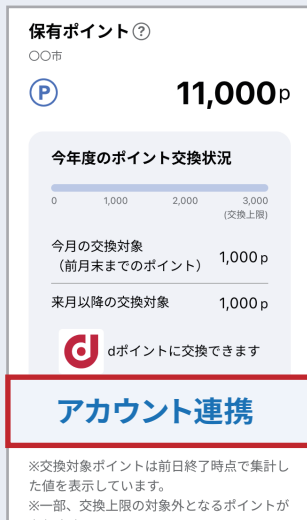 保有ポイント ?
〇〇市
P 11,000p
今年度のポイント交換状況
0 1,000 2,000 3,000
(交換上限)
今月の交換対象
（前月末までのポイント） 1,000p
来月以降の交換対象 1,000p
d dポイントに交換できます
アカウント連携
※交換対象ポイントは前日終了時点で集計し
た値を表示しています。
※一部、交換上限の対象外となるポイントが